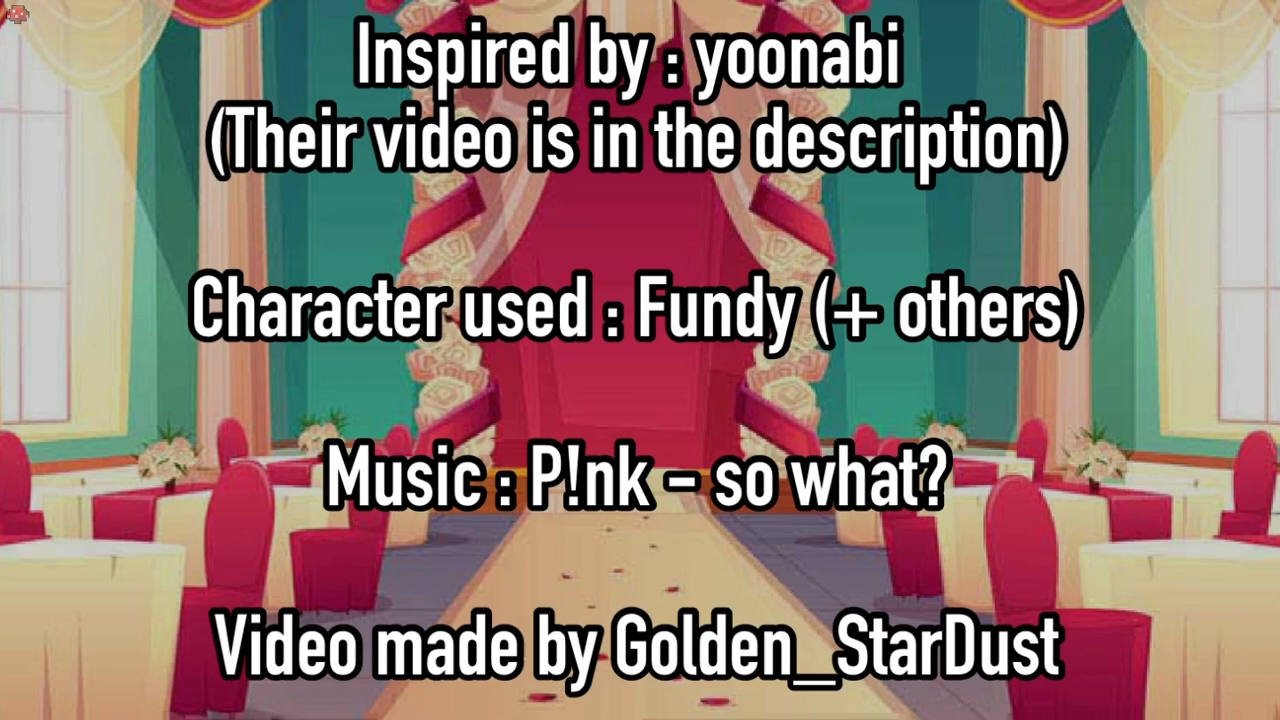 Inspired by : yoonabi
(Their video is in the description)
Character used : Fundy (+ others)
Music : P!nk - so what?
Video made by Golden_StarDust